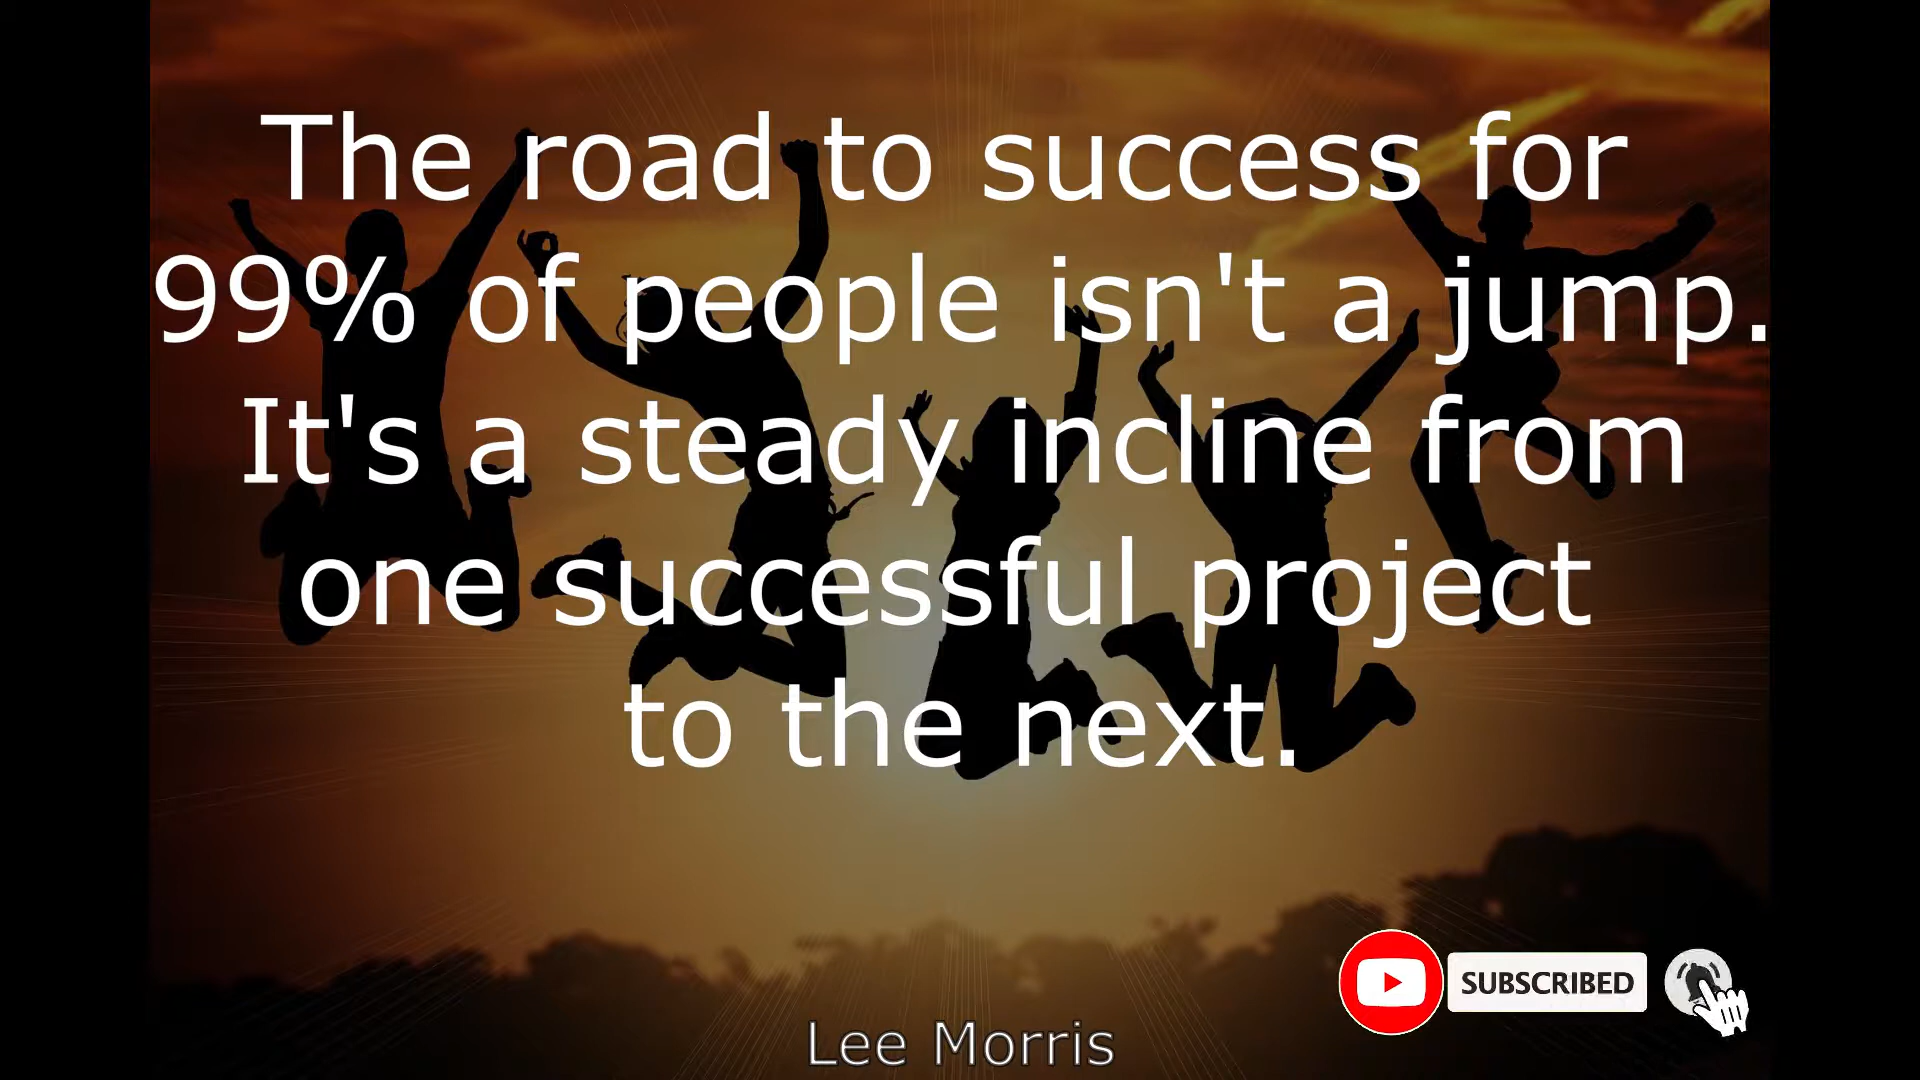 The road to success for
99% of people isn't a jump.
It's a steady incline from
one successful project
to the next.
SUBSCRIBED
Lee Morris